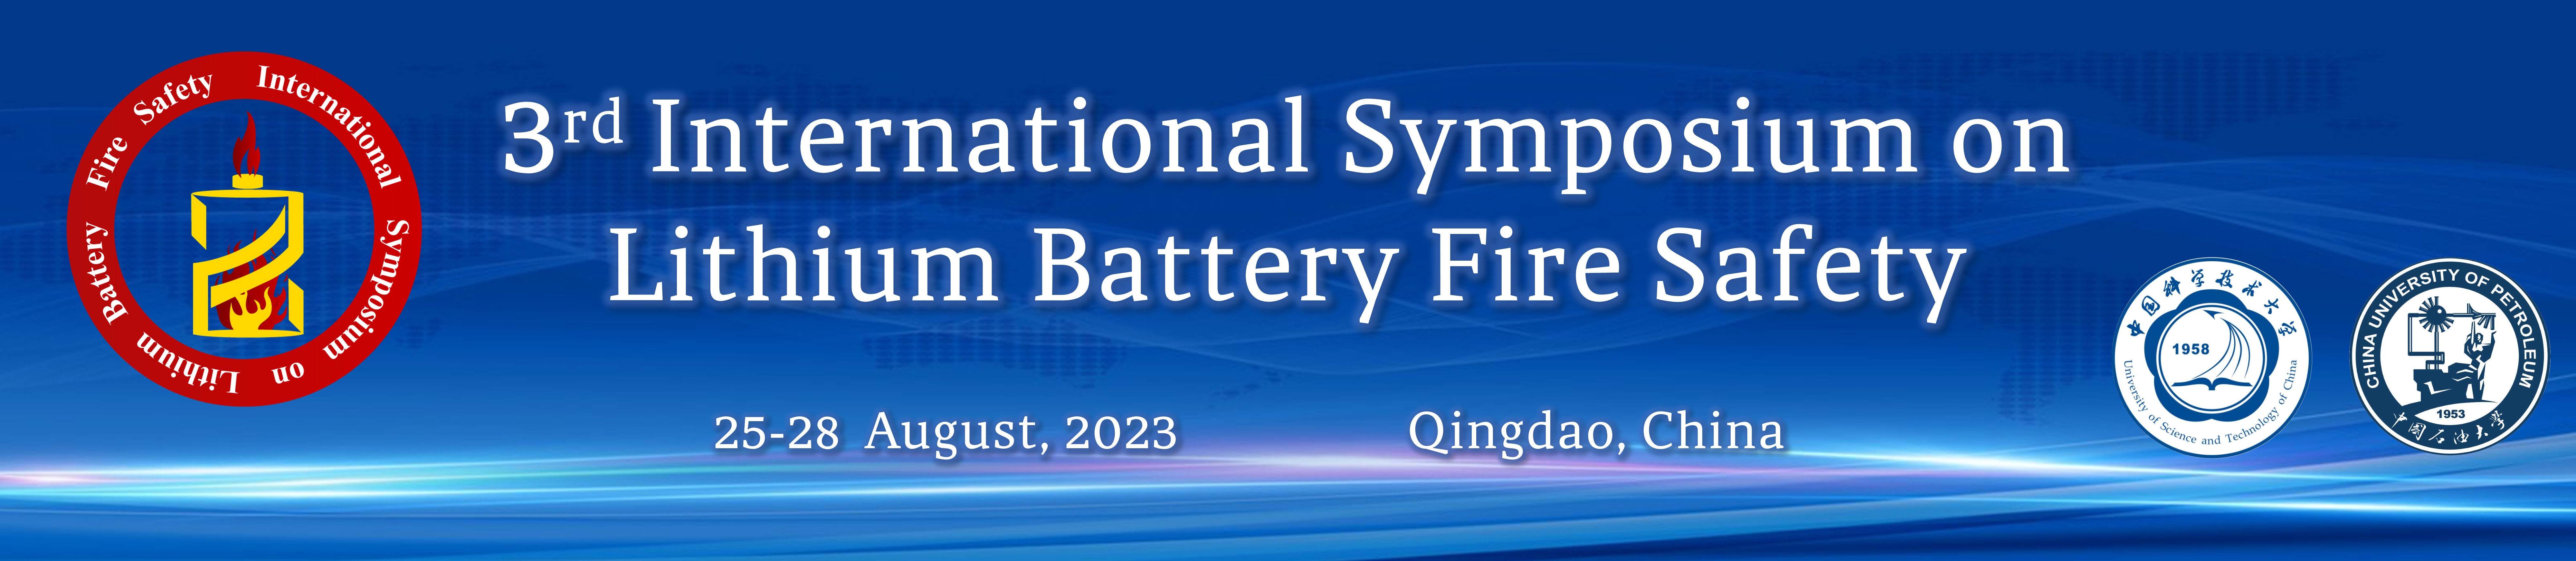 International Symposium on Lithium Battery Fire Safety
3rd International Symposium on
Lithium Battery Fire Safety
25-28 August, 2023
Qingdao, China
中国科学技术大学
1958
University of Science and Technology of China
CHINA UNIVERSITY OF PETROLEUM
1953
中国石油大学